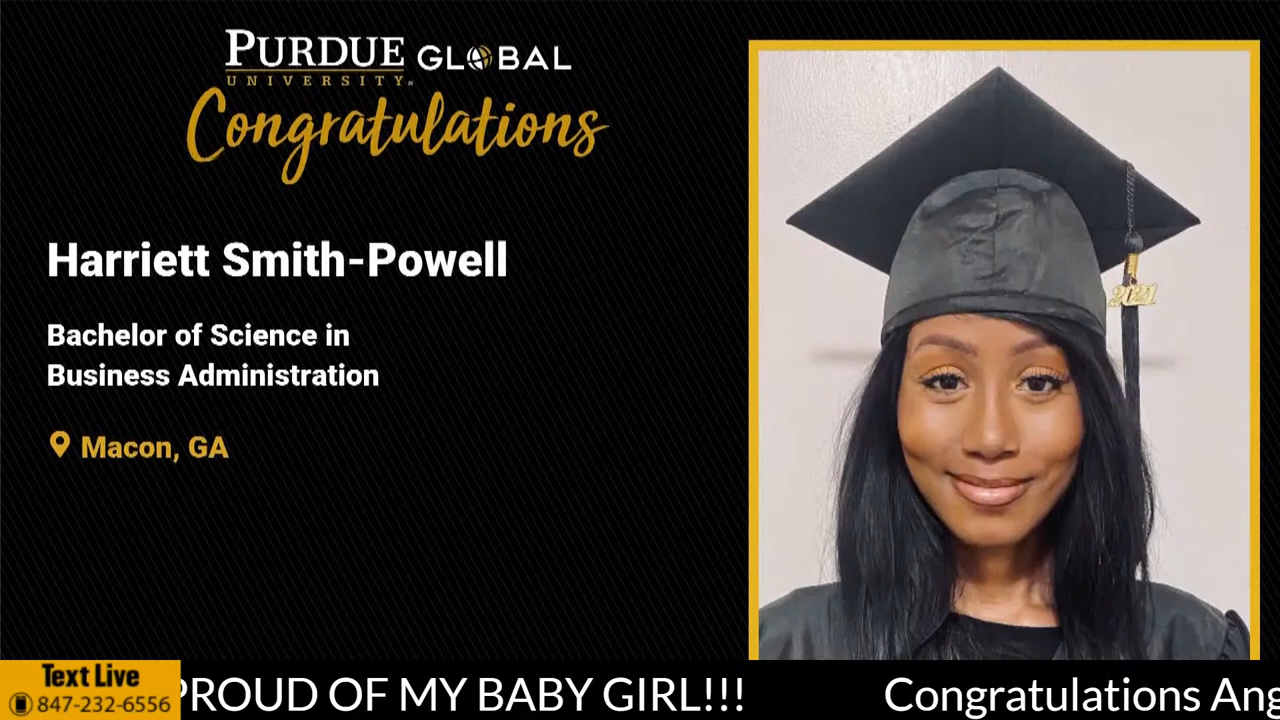 PURDUE GLOBAL
UNIVERSITY®
Congratulations
Harriett Smith-Powell
Bachelor of Science in
Business Administration
Macon, GA
2021
Text Live
847-232-6556
PROUD OF MY BABY GIRL!!! Congratulations Ang